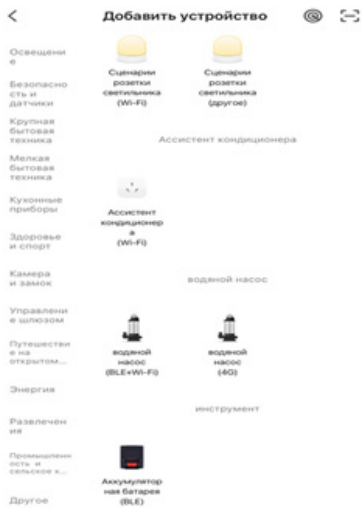 Добавить устройство
Освещени
е
Безопасно
сть и
датчики
Крупная
бытовая
техника
Мелкая
бытовая
техника
Кухонные
приборы
Здоровье
и спорт
Камера
и замок
Управлени
е шлюзом
Путешестви
е на
открытом...
Энергия
Развлечен
ия
Промышленн
ость и
сельское х...
Другое
Сценарии
розетки
светильника
(Wi-Fi)
Сценарии
розетки
светильника
(другое)
Ассистент кондиционера
Ассистент
кондиционер
а
(Wi-Fi)
водяной насос
водяной
насос
(BLE+Wi-Fi)
водяной
насос
(4G)
инструмент
Аккумулятор
ная батарея
(BLE)